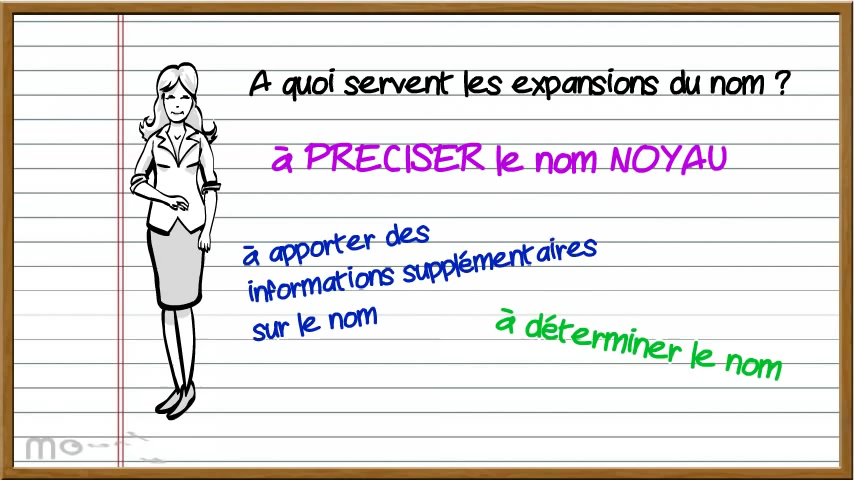 A quoi servent les expansions du nom ?
à PRECISER le nom NOYAU
à apporter des
informations supplémentaires
sur le nom
à déterminer le nom